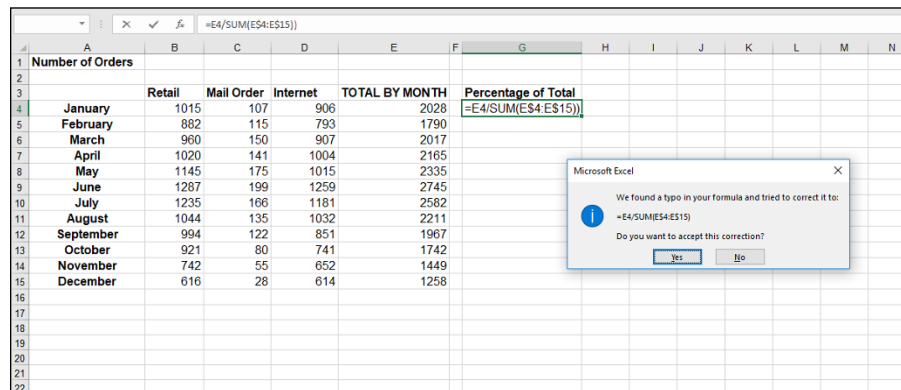 fx =E4/SUM(E$4:E$15))
A B C D E F G H I J K L M N
1 Number of Orders
2
3 Retail Mail Order Internet TOTAL BY MONTH Percentage of Total
4 January 1015 107 906 2028 =E4/SUM(E$4:E$15))
5 February 882 115 793 1790
6 March 960 150 907 2017
7 April 1020 141 1004 2165
8 May 1145 175 1015 2335
9 June 1287 199 1259 2745
10 July 1235 166 1181 2582
11 August 1044 135 1032 2211
12 September 994 122 851 1967
13 October 921 80 741 1742
14 November 742 55 652 1449
15 December 616 28 614 1258
16
17
18
19
20
21
22
Microsoft Excel
We found a typo in your formula and tried to correct it to:
=E4/SUM(E$4:E$15)
Do you want to accept this correction?
Yes No